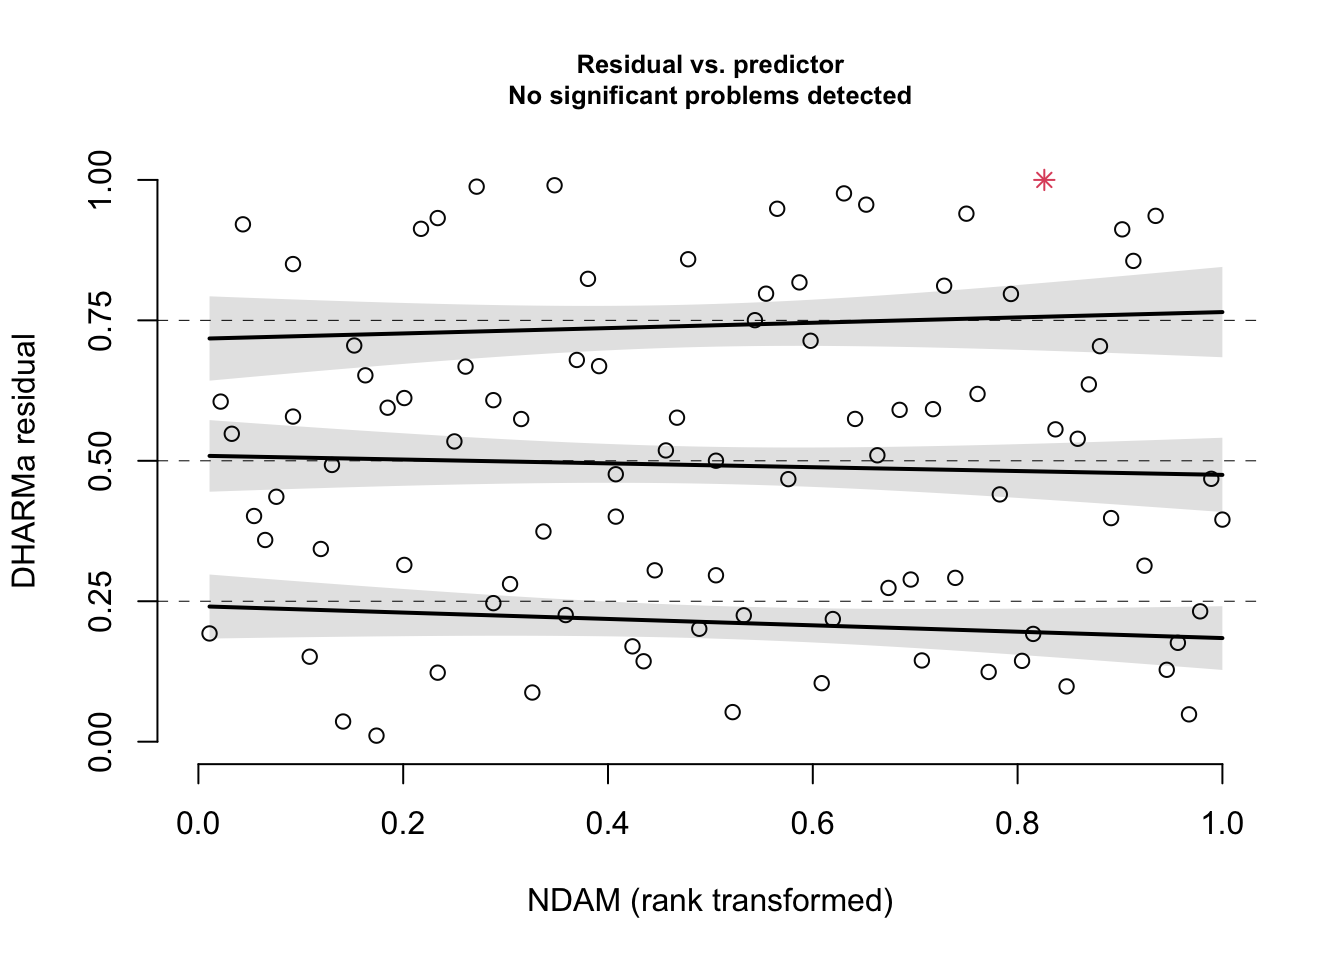 Residual vs. predictor
No significant problems detected
DHARMa residual
1.00
0.75
0.50
0.25
0.00
0.0 0.2 0.4 0.6 0.8 1.0
NDAM (rank transformed)